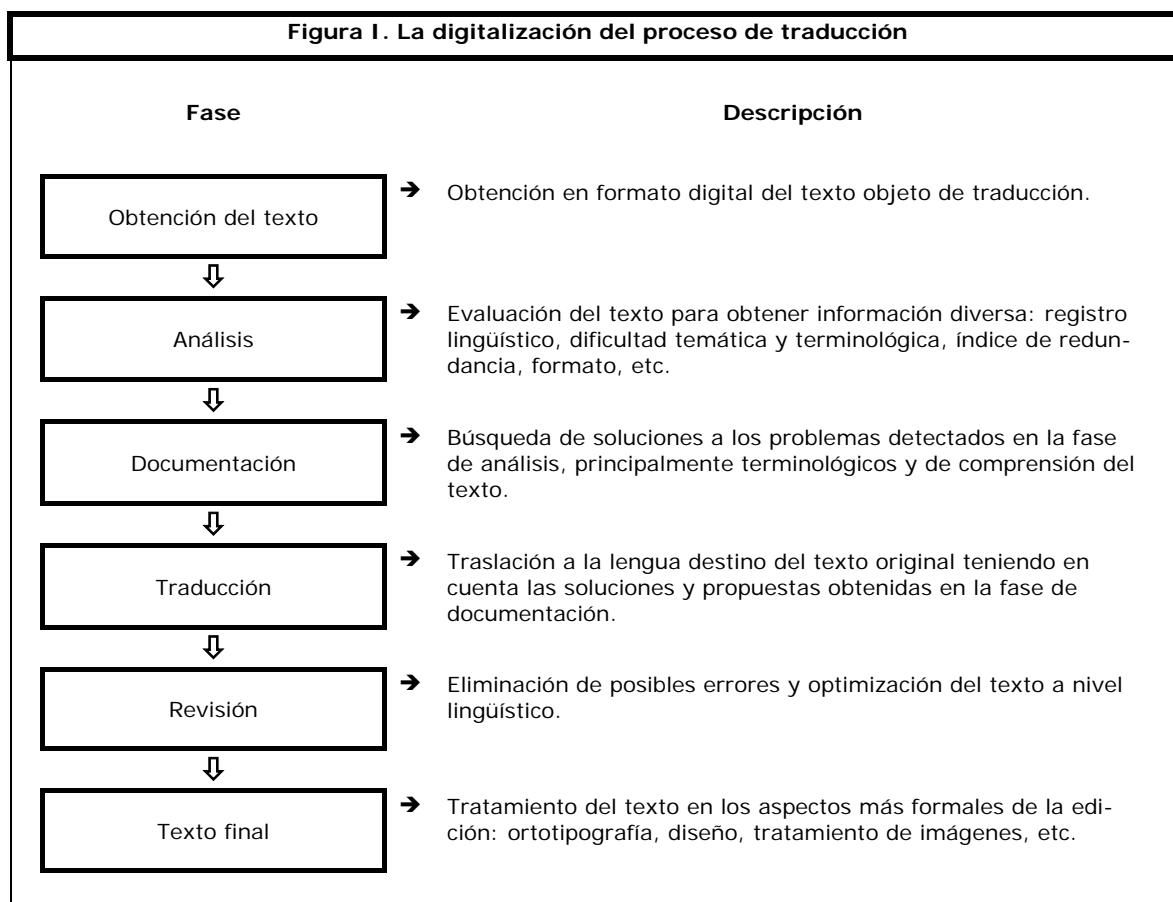 Figura I. La digitalización del proceso de traducción
Fase
Descripción
Obtención del texto
➔ Obtención en formato digital del texto objeto de traducción.
Análisis
➔ Evaluación del texto para obtener información diversa: registro
lingüístico, dificultad temática y terminológica, índice de redun-
dancia, formato, etc.
Documentación
➔ Búsqueda de soluciones a los problemas detectados en la fase
de análisis, principalmente terminológicos y de comprensión del
texto.
Traducción
➔ Traslación a la lengua destino del texto original teniendo en
cuenta las soluciones y propuestas obtenidas en la fase de
documentación.
Revisión
➔ Eliminación de posibles errores y optimización del texto a nivel
lingüístico.
Texto final
➔ Tratamiento del texto en los aspectos más formales de la edi-
ción: ortotipografía, diseño, tratamiento de imágenes, etc.